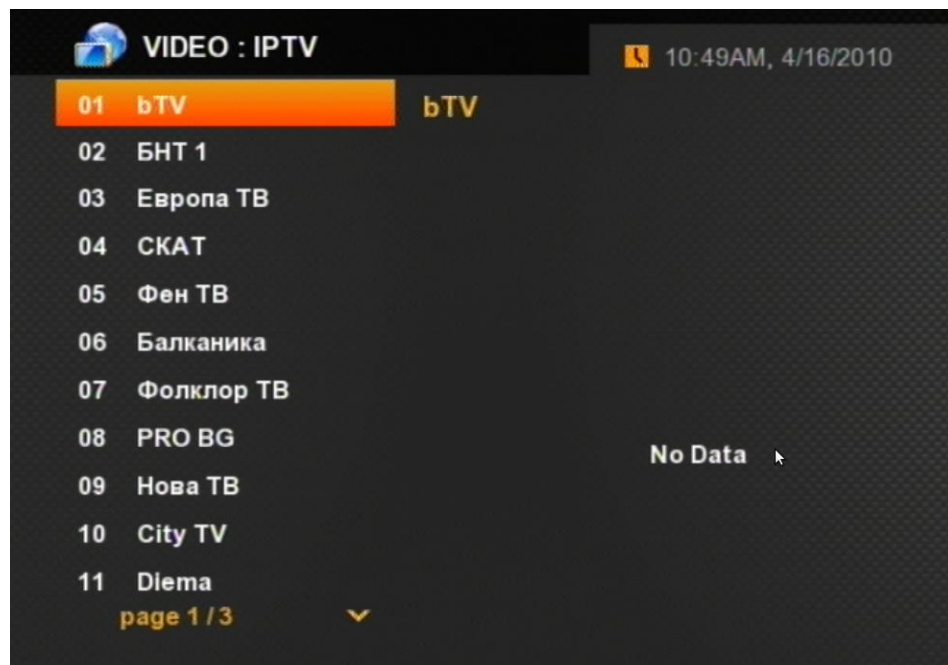 VIDEO : IPTV
10:49AM, 4/16/2010
01 bTV
bTV
02 БНТ 1
03 Европа ТВ
04 СКАТ
05 Фен ТВ
06 Балканика
07 Фолклор ТВ
08 PRO BG
No Data
09 Нова ТВ
10 City TV
11 Diema
page 1 / 3